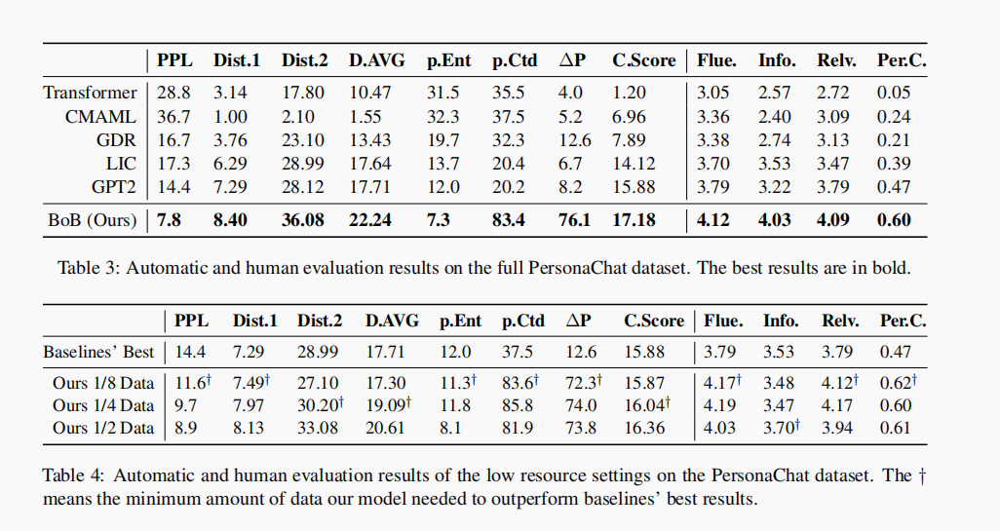 PPL Dist.1 Dist.2 D.AVG p.Ent p.Ctd ΔP C.Score Flue. Info. Relv. Per.C.
Transformer 28.8 3.14 17.80 10.47 31.5 35.5 4.0 1.20 3.05 2.57 2.72 0.05
CMAML 36.7 1.00 2.10 1.55 32.3 37.5 5.2 6.96 3.36 2.40 3.09 0.24
GDR 16.7 3.76 23.10 13.43 19.7 32.3 12.6 7.89 3.38 2.74 3.13 0.21
LIC 17.3 6.29 28.99 17.64 13.7 20.4 6.7 14.12 3.70 3.53 3.47 0.39
GPT2 14.4 7.29 28.12 17.71 12.0 20.2 8.2 15.88 3.79 3.22 3.79 0.47
BoB (Ours) 7.8 8.40 36.08 22.24 7.3 83.4 76.1 17.18 4.12 4.03 4.09 0.60
Table 3: Automatic and human evaluation results on the full PersonaChat dataset. The best results are in bold.
PPL Dist.1 Dist.2 D.AVG p.Ent p.Ctd ΔP C.Score Flue. Info. Relv. Per.C.
Baselines' Best 14.4 7.29 28.99 17.71 12.0 37.5 12.6 15.88 3.79 3.53 3.79 0.47
Ours 1/8 Data 11.6† 7.49† 27.10 17.30 11.3† 83.6† 72.3† 15.87 4.17† 3.48 4.12† 0.62†
Ours 1/4 Data 9.7 7.97 30.20† 19.09† 11.8 85.8 74.0 16.04† 4.19 3.47 4.17 0.60
Ours 1/2 Data 8.9 8.13 33.08 20.61 8.1 81.9 73.8 16.36 4.03 3.70† 3.94 0.61
Table 4: Automatic and human evaluation results of the low resource settings on the PersonaChat dataset. The †
means the minimum amount of data our model needed to outperform baselines' best results.